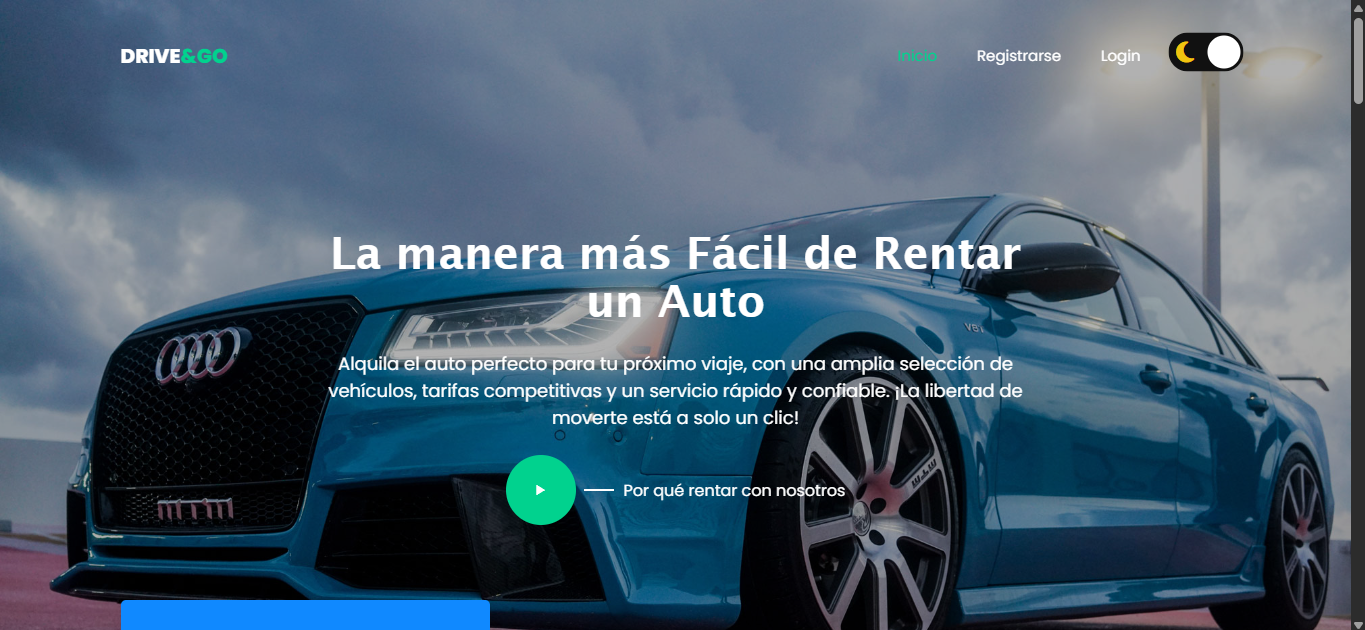 DRIVE&GO
Inicio
Registrarse
Login
La manera más Fácil de Rentar
un Auto
V8T
Alquila el auto perfecto para tu próximo viaje, con una amplia selección de
vehículos, tarifas competitivas y un servicio rápido y confiable. ¡La libertad de
moverte está a solo un clic!
Por qué rentar con nosotros
mtm